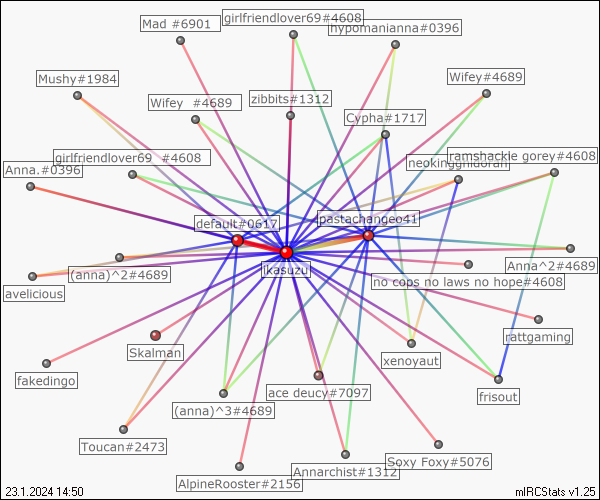 girlfriendlover69#4608
Mad #6901
hypomanianna#0396
Mushy#1984
Wifey#4689
Wifey  #4689
zibbits#1312
Cypha#1717
girlfriendlover69  #4608
neokingghidorah
ramshackle gorey#4608
Anna.#0396
default#0617
pastachangeo41
ikasuzu
(anna)^2#4689
no cops no laws no hope#4608
Anna^2#4689
avelicious
Skalman
rattgaming
xenoyaut
fakedingo
ace deucy#7097
frisout
(anna)^3#4689
Toucan#2473
Soxy Foxy#5076
Annarchist#1312
AlpineRooster#2156
23.1.2024 14:50
mIRCStats v1.25